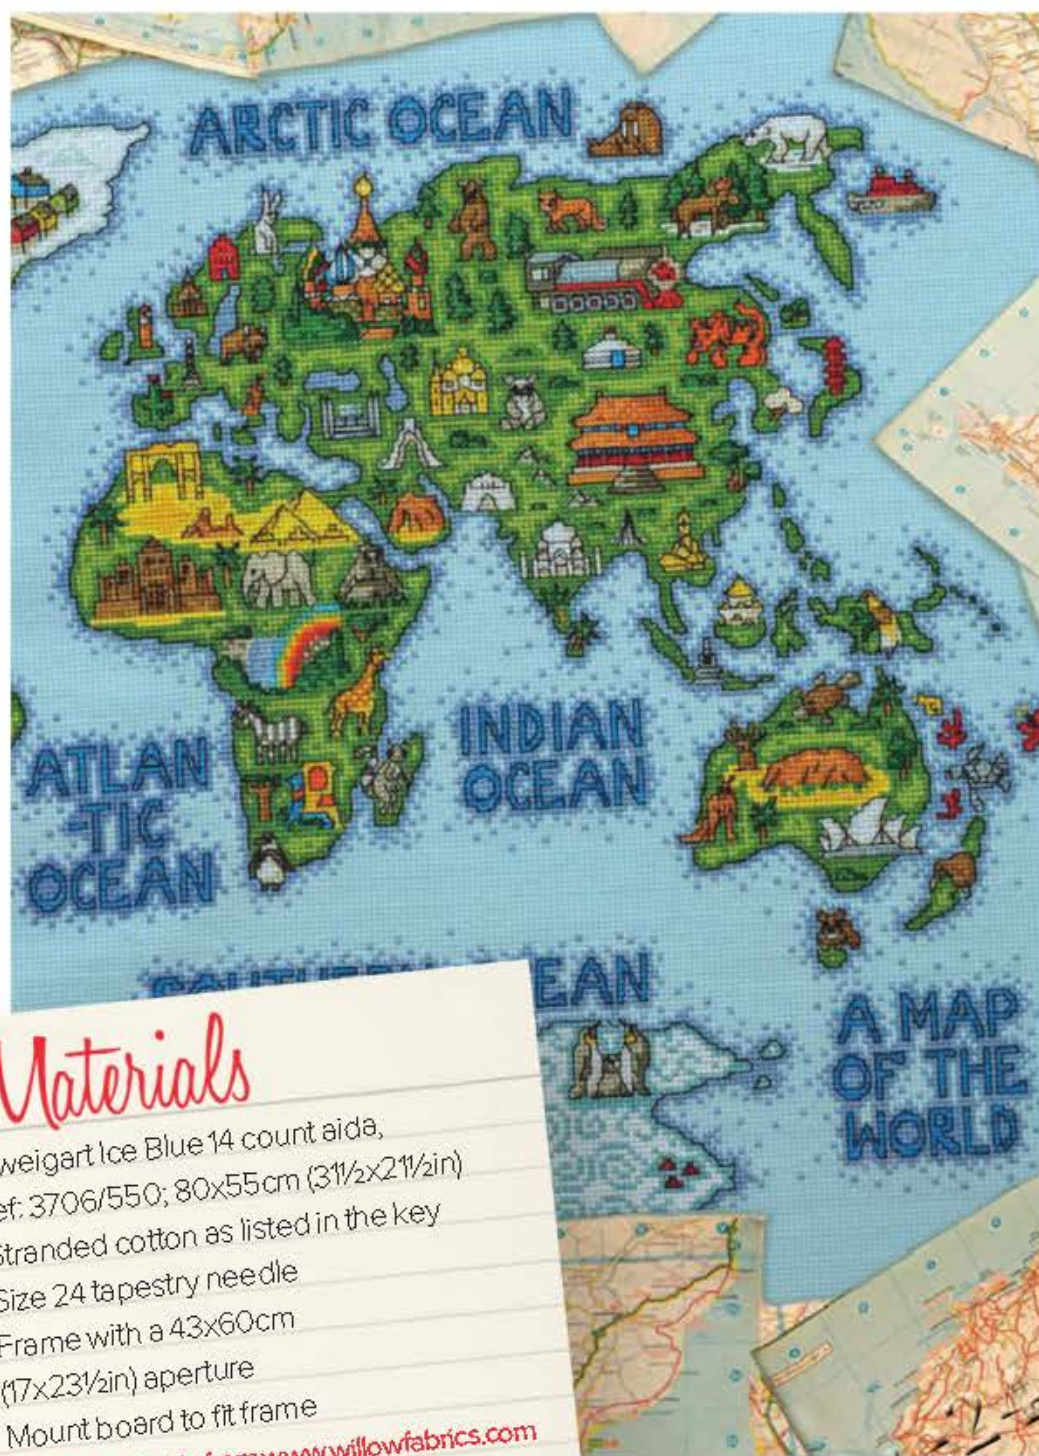 ARCTIC OCEAN
INDIAN
OCEAN
ATLAN
-TIC
OCEAN
EAN
A MAP
OF THE
WORLD
Materials
weigart Ice Blue 14 count aida,
ef: 3706/550; 80x55cm (31½x21½in)
Stranded cotton as listed in the key
Size 24 tapestry needle
Frame with a 43x60cm
(17x23½in) aperture
Mount board to fit frame
www.willowfabrics.com